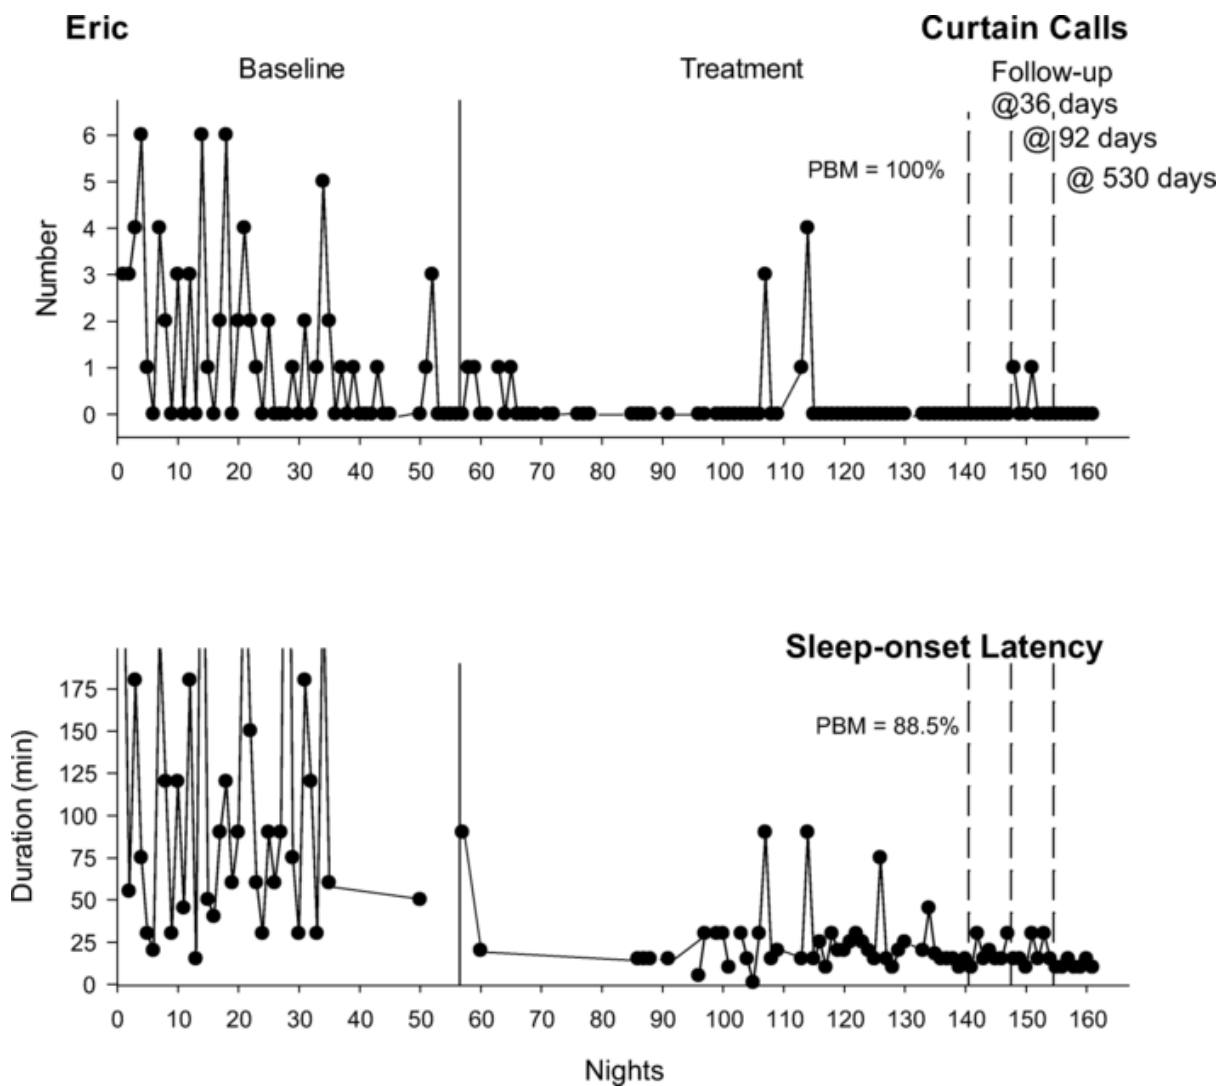 Eric
Curtain Calls
Baseline
Treatment
Follow-up
@36 days
@ 92 days
@ 530 days
PBM = 100%
Number
6
5
4
3
2
1
0
0 10 20 30 40 50 60 70 80 90 100 110 120 130 140 150 160
Sleep-onset Latency
PBM = 88.5%
Duration (min)
175
150
125
100
75
50
25
0
0 10 20 30 40 50 60 70 80 90 100 110 120 130 140 150 160
Nights